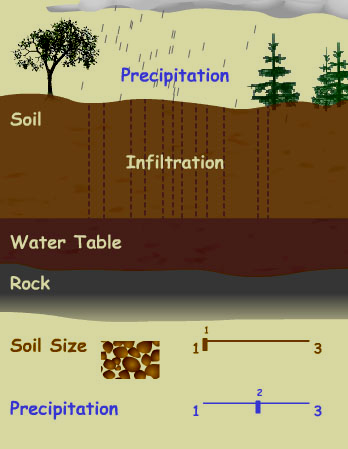 Precipitation
Soil
Infiltration
Water Table
Rock
1
Soil Size 1 3
2
Precipitation 1 3